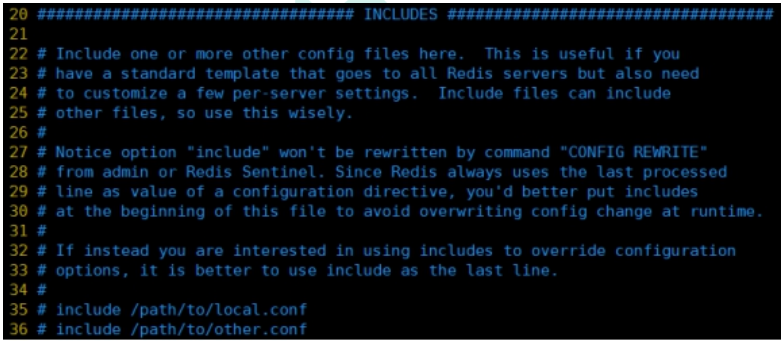 20 ################################## INCLUDES ###################################
21
22 # Include one or more other config files here.  This is useful if you
23 # have a standard template that goes to all Redis servers but also need
24 # to customize a few per-server settings.  Include files can include
25 # other files, so use this wisely.
26 #
27 # Notice option "include" won't be rewritten by command "CONFIG REWRITE"
28 # from admin or Redis Sentinel. Since Redis always uses the last processed
29 # line as value of a configuration directive, you'd better put includes
30 # at the beginning of this file to avoid overwriting config change at runtime.
31 #
32 # If instead you are interested in using includes to override configuration
33 # options, it is better to use include as the last line.
34 #
35 # include /path/to/local.conf
36 # include /path/to/other.conf